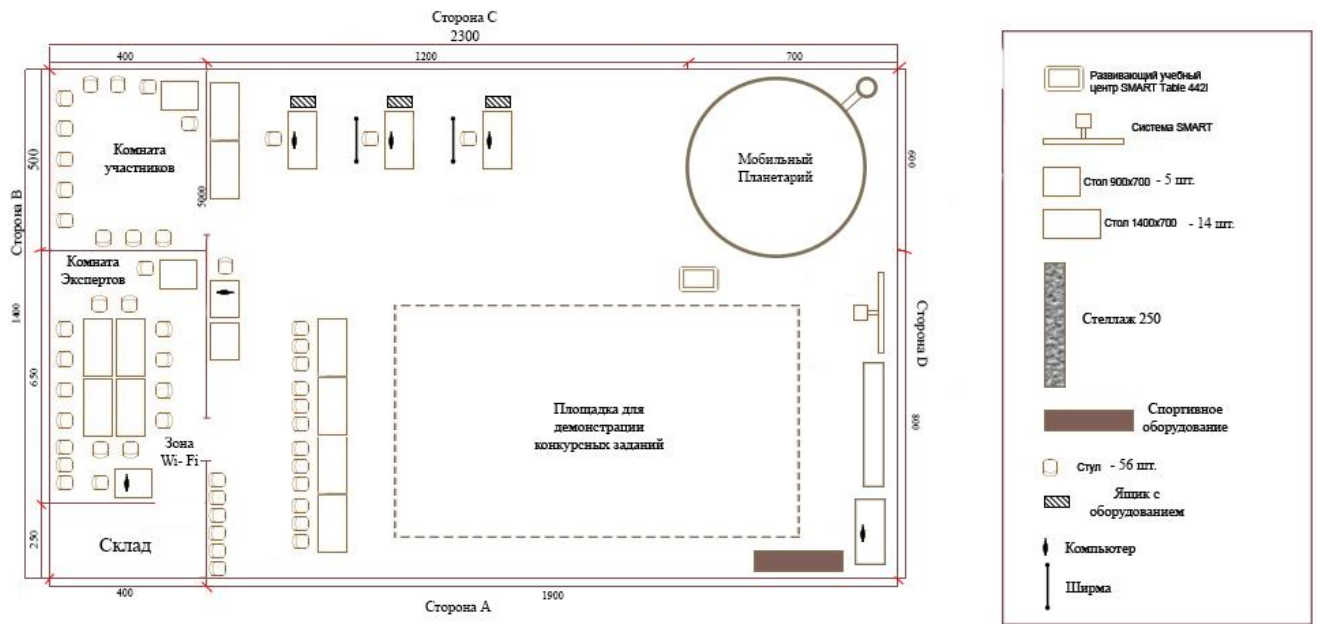 Сторона С
2300
400
1200
700
Сторона В
500
1400
650
250
Комната
участников
5000
Мобильный
Планетарий
600
Комната
Экспертов
Сторона D
800
Площадка для
демонстрации
конкурсных заданий
Зона
Wi- Fi
Склад
400
Сторона А
1900
Развивающий учебный
центр SMART Table 442I
Система SMART
Стол 900х700 - 5 шт.
Стол 1400х700 - 14 шт.
Стеллаж 250
Спортивное
оборудование
Стул - 56 шт.
Ящик с
оборудованием
Компьютер
Ширма